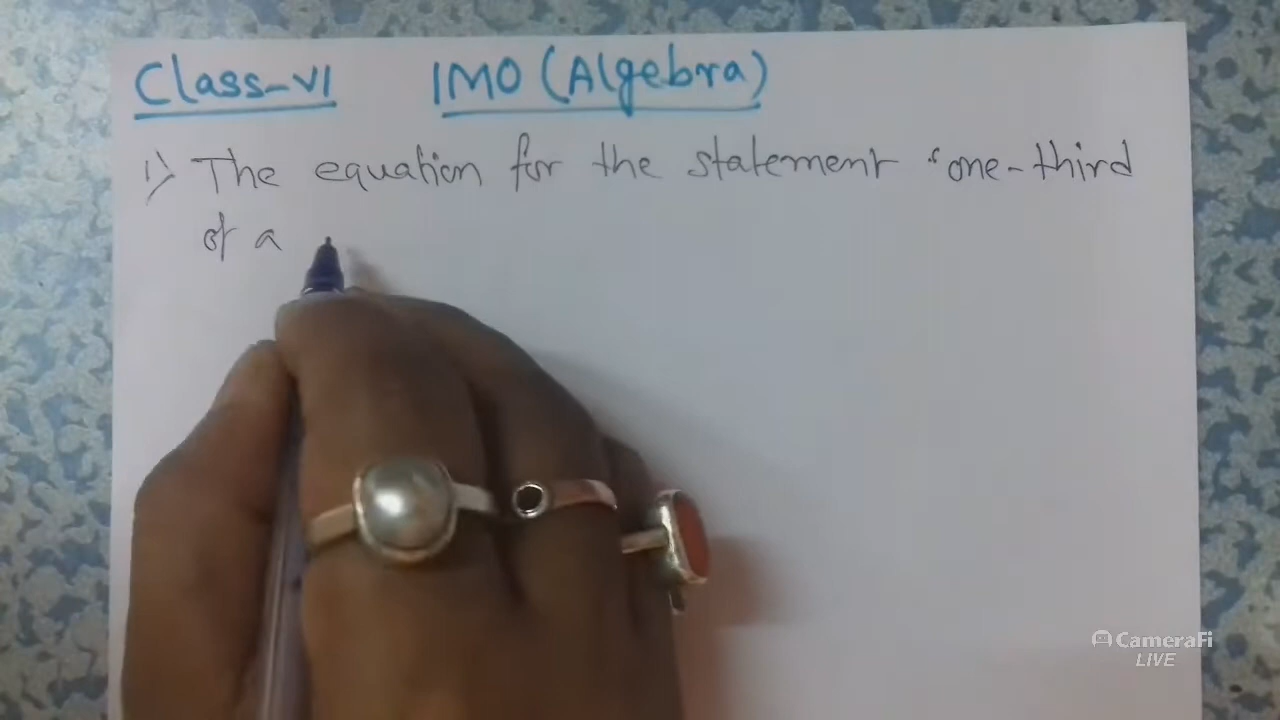 Class-VI IMO (Algebra)
1) The equation for the statement "one-third
of a
CameraFi
LIVE